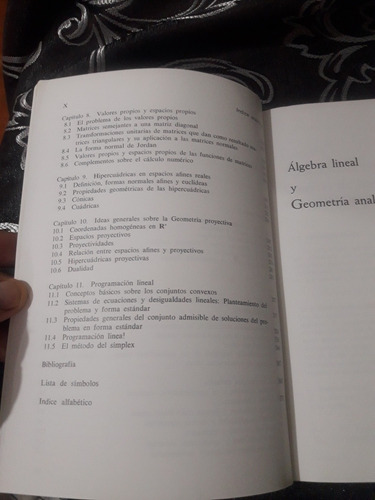 X
Capítulo 8. Valores propios y espacios propios
8.1 El problema de los valores propios
8.2 Matrices semejantes a una matriz diagonal
8.3 Transformaciones unitarias de matrices que dan como resultado ma-
trices triangulares y su aplicación a las matrices normales
8.4 La forma normal de Jordan
8.5 Valores propios y espacios propios de las funciones de matrices
8.6 Complementos sobre el cálculo numérico
Capítulo 9. Hipercuádricas en espacios afines reales
9.1 Definición, formas normales afines y euclídeas
9.2 Propiedades geométricas de las hipercuádricas
9.3 Cónicas
9.4 Cuádricas
Capítulo 10. Ideas generales sobre la Geometría proyectiva
10.1 Coordenadas homogéneas en Rⁿ
10.2 Espacios proyectivos
10.3 Proyectividades
10.4 Relación entre espacios afines y proyectivos
10.5 Hipercuádricas proyectivas
10.6 Dualidad
Capítulo 11. Programación lineal
11.1 Conceptos básicos sobre los conjuntos convexos
11.2 Sistemas de ecuaciones y desigualdades lineales: Planteamiento del
problema y forma estándar
11.3 Propiedades generales del conjunto admisible de soluciones del pro-
blema en forma estándar
11.4 Programación lineal
11.5 El método del símplex
Bibliografía
Lista de símbolos
Indice alfabético
Álgebra lineal
y
Geometría anal